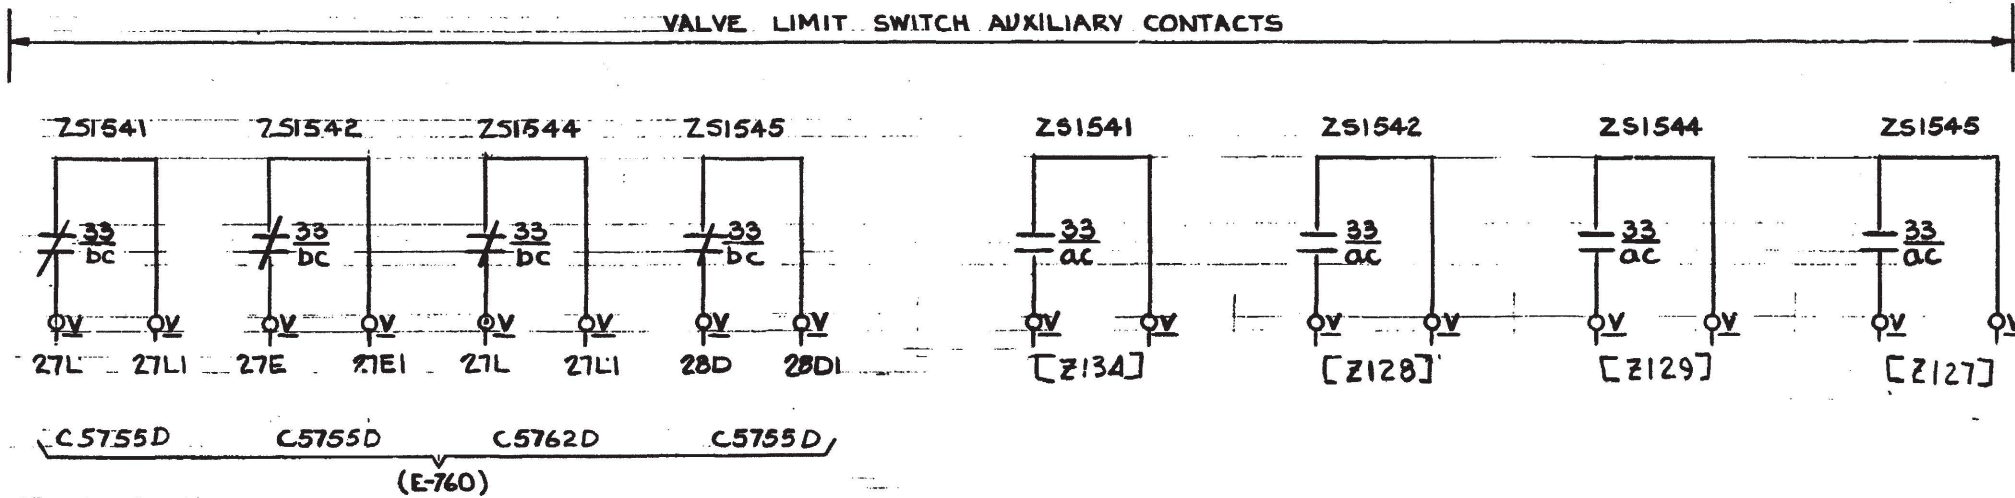 VALVE LIMIT SWITCH AUXILIARY CONTACTS
ZS1541 ZS1542 ZS1544 ZS1545 ZS1541 ZS1542 ZS1544 ZS1545
33 33 33 33 33 33 33 33
bc bc bc bc ac ac ac ac
V V V V V V V V V V V V V V V V
27L 27L1 27E 27E1 27L 27L1 28D 28D1 [Z134] [Z128] [Z129] [Z127]
C5755D C5755D C5762D C5755D
(E-760)